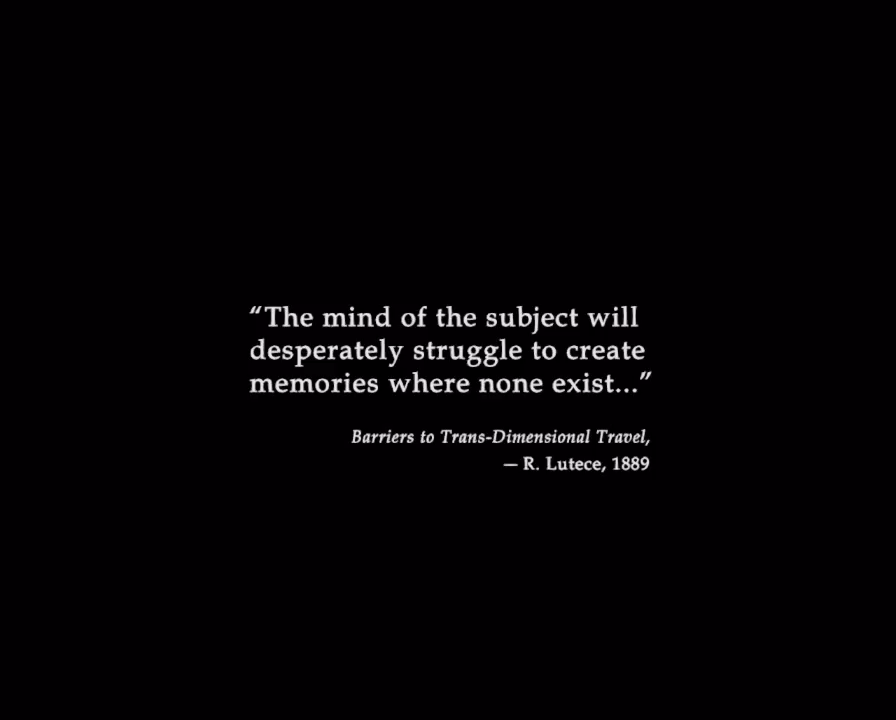 “The mind of the subject will
desperately struggle to create
memories where none exist...”
Barriers to Trans-Dimensional Travel,
— R. Lutece, 1889